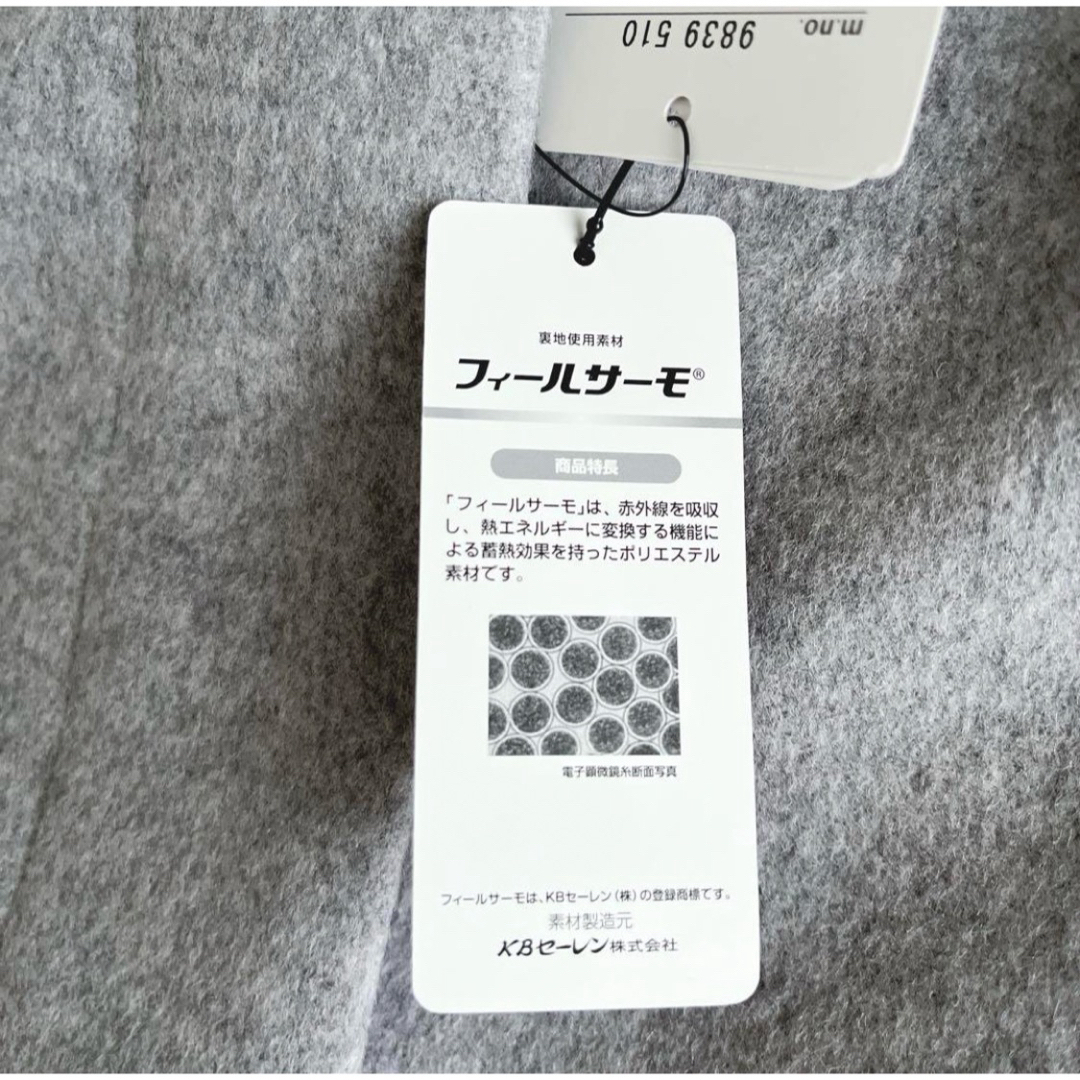 m.no.
9839 510
裏地使用素材
フィールサーモ®
商品特長
「フィールサーモ」は、赤外線を吸収
し、熱エネルギーに変換する機能に
よる蓄熱効果を持ったポリエステル
素材です。
電子顕微鏡糸断面写真
フィールサーモは、KBセーレン(株)の登録商標です。
素材製造元
KBセーレン株式会社